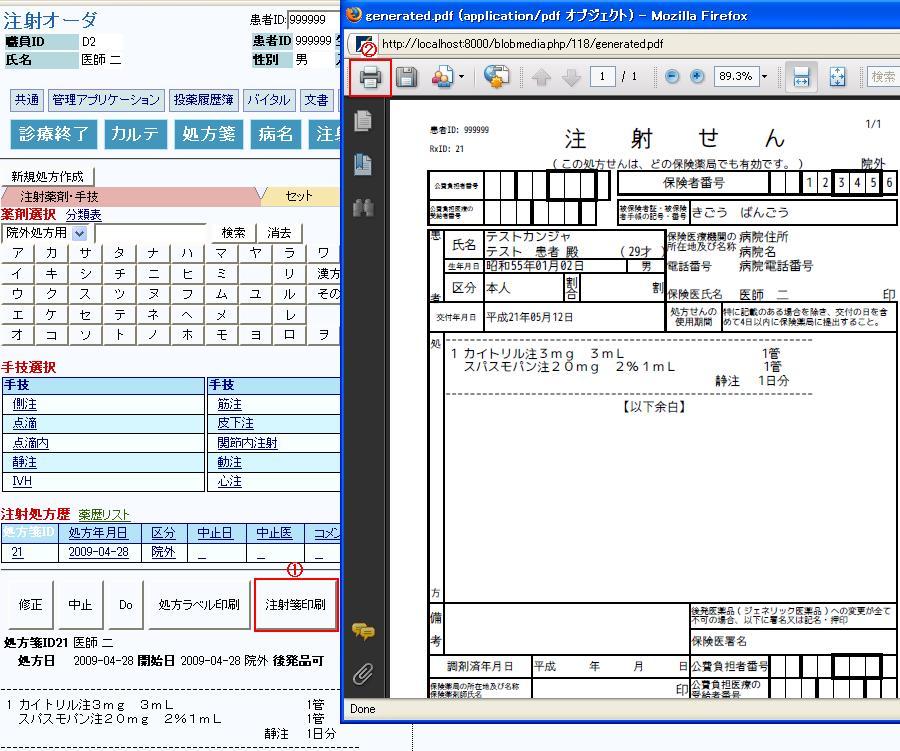 注射オーダ
患者ID:999999
職員ID D2
氏名 医師 二
患者ID 999999
性別 男
共通 管理アプリケーション 投薬履歴簿 バイタル 文書
診療終了 カルテ 処方箋 病名
新規処方作成
注射薬剤・手技 セット
薬剤選択 分類表
院外処方用 検索 消去
ア カ サ タ ナ ハ マ ヤ ラ ワ
イ キ シ チ ニ ヒ ミ リ 漢方
ウ ク ス ツ ヌ フ ム ユ ル その
エ ケ セ テ ネ ヘ メ レ
オ コ ソ ト ノ ホ モ ヨ ロ ヲ
手技選択
手技 手技
側注 筋注
点滴 皮下注
点滴内 関節内注射
静注 動注
IVH 心注
注射処方歴 薬歴リスト
処方箋ID 処方年月日 区分 中止日 中止医 コメン
21 2009-04-28 院外 _ _ _
①
修正 中止 Do 処方ラベル印刷 注射箋印刷
処方箋ID21 医師 二
処方日 2009-04-28 開始日 2009-04-28 院外 後発品可
1 カイトリル注3mg 3mL 1管
スパスモパン注20mg 2%1mL 1管
静注 1日分
generated.pdf (application/pdf オブジェクト) - Mozilla Firefox
② http://localhost:8000/blobmedia.php/118/generated.pdf
1 / 1 89.3% 検索
患者ID: 999999
RxID: 21
注 射 せ ん
1/1
(この処方せんは、どの保険薬局でも有効です。)
院外
公費負担者番号
保険者番号 1 2 3 4 5 6
公費負担医療の
受給者番号
被保険者証・被保険
者手帳の記号・番号
きごう ばんごう
患
者
氏名
テストカンジャ
テスト 患者 殿 (29才)
生年月日 昭和55年01月02日 男
区分 本人 割合 割
保険医療機関の
所在地及び名称
病院住所
病院名
電話番号 病院電話番号
保険医氏名 医師 二 印
交付年月日 平成21年05月12日
処方せんの
使用期間
特に記載のある場合を除き、交付の日を含
めて4日以内に保険薬局に提出すること。
処
1 カイトリル注3mg 3mL 1管
スパスモパン注20mg 2%1mL 1管
静注 1日分
【以下余白】
方
備
考
後発医薬品(ジェネリック医薬品)への変更が全て
不可の場合、以下に署名又は記名・押印
保険医署名
調剤済年月日 平成 年 月 日
公費負担者番号
保険薬局の所在地及び名称
保険薬剤師氏名
印
公費負担医療の
受給者番号
Done